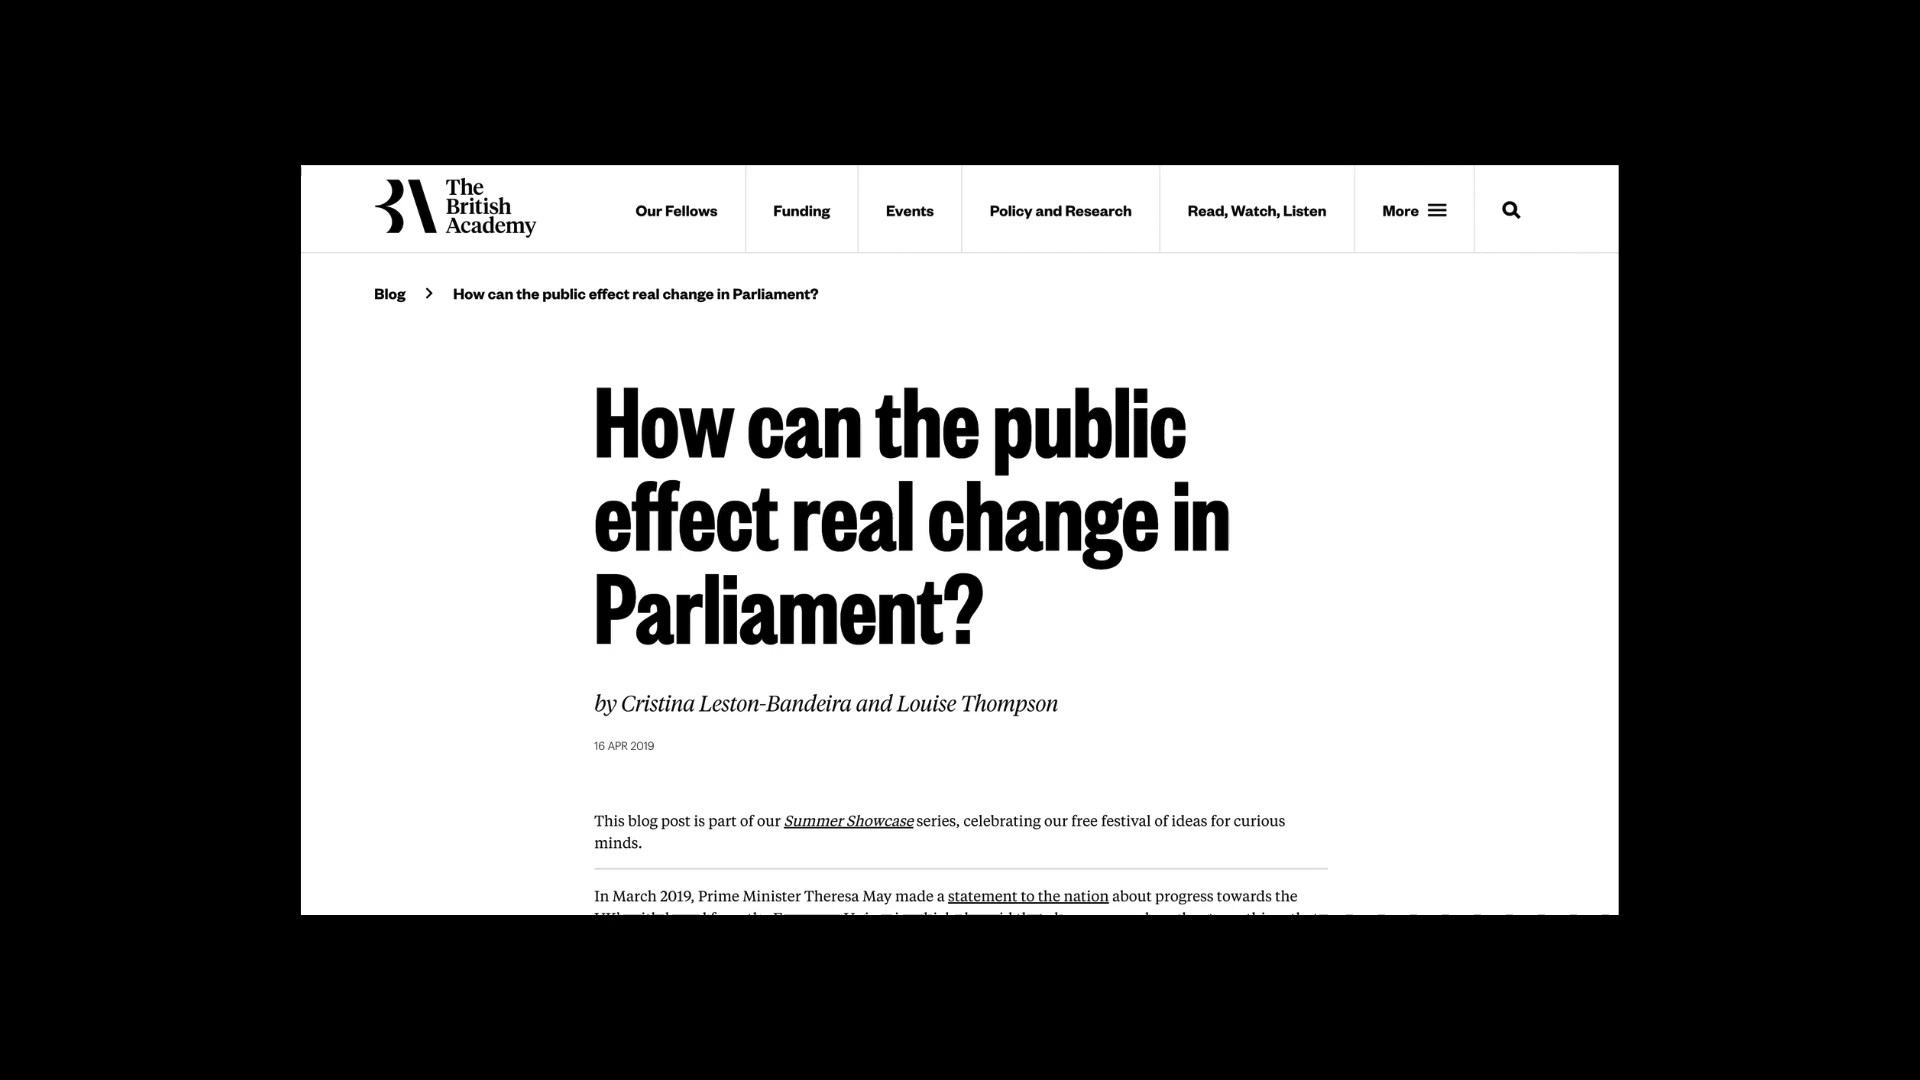 The
British
Academy
Our Fellows
Funding
Events
Policy and Research
Read, Watch, Listen
More
Blog
How can the public effect real change in Parliament?
How can the public
effect real change in
Parliament?
by Cristina Leston-Bandeira and Louise Thompson
16 APR 2019
This blog post is part of our Summer Showcase series, celebrating our free festival of ideas for curious
minds.
In March 2019, Prime Minister Theresa May made a statement to the nation about progress towards the